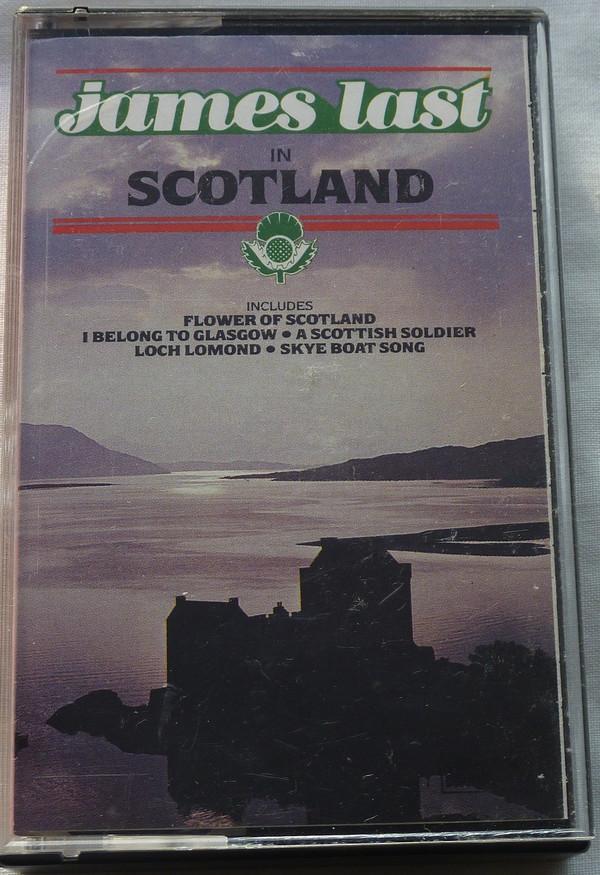 james last
IN
SCOTLAND
INCLUDES
FLOWER OF SCOTLAND
I BELONG TO GLASGOW • A SCOTTISH SOLDIER
LOCH LOMOND • SKYE BOAT SONG